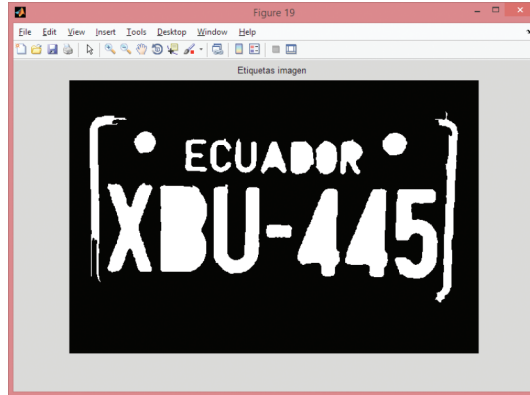 Figure 19
File Edit View Insert Tools Desktop Window Help
Etiquetas imagen
ECUADOR
XBU-445